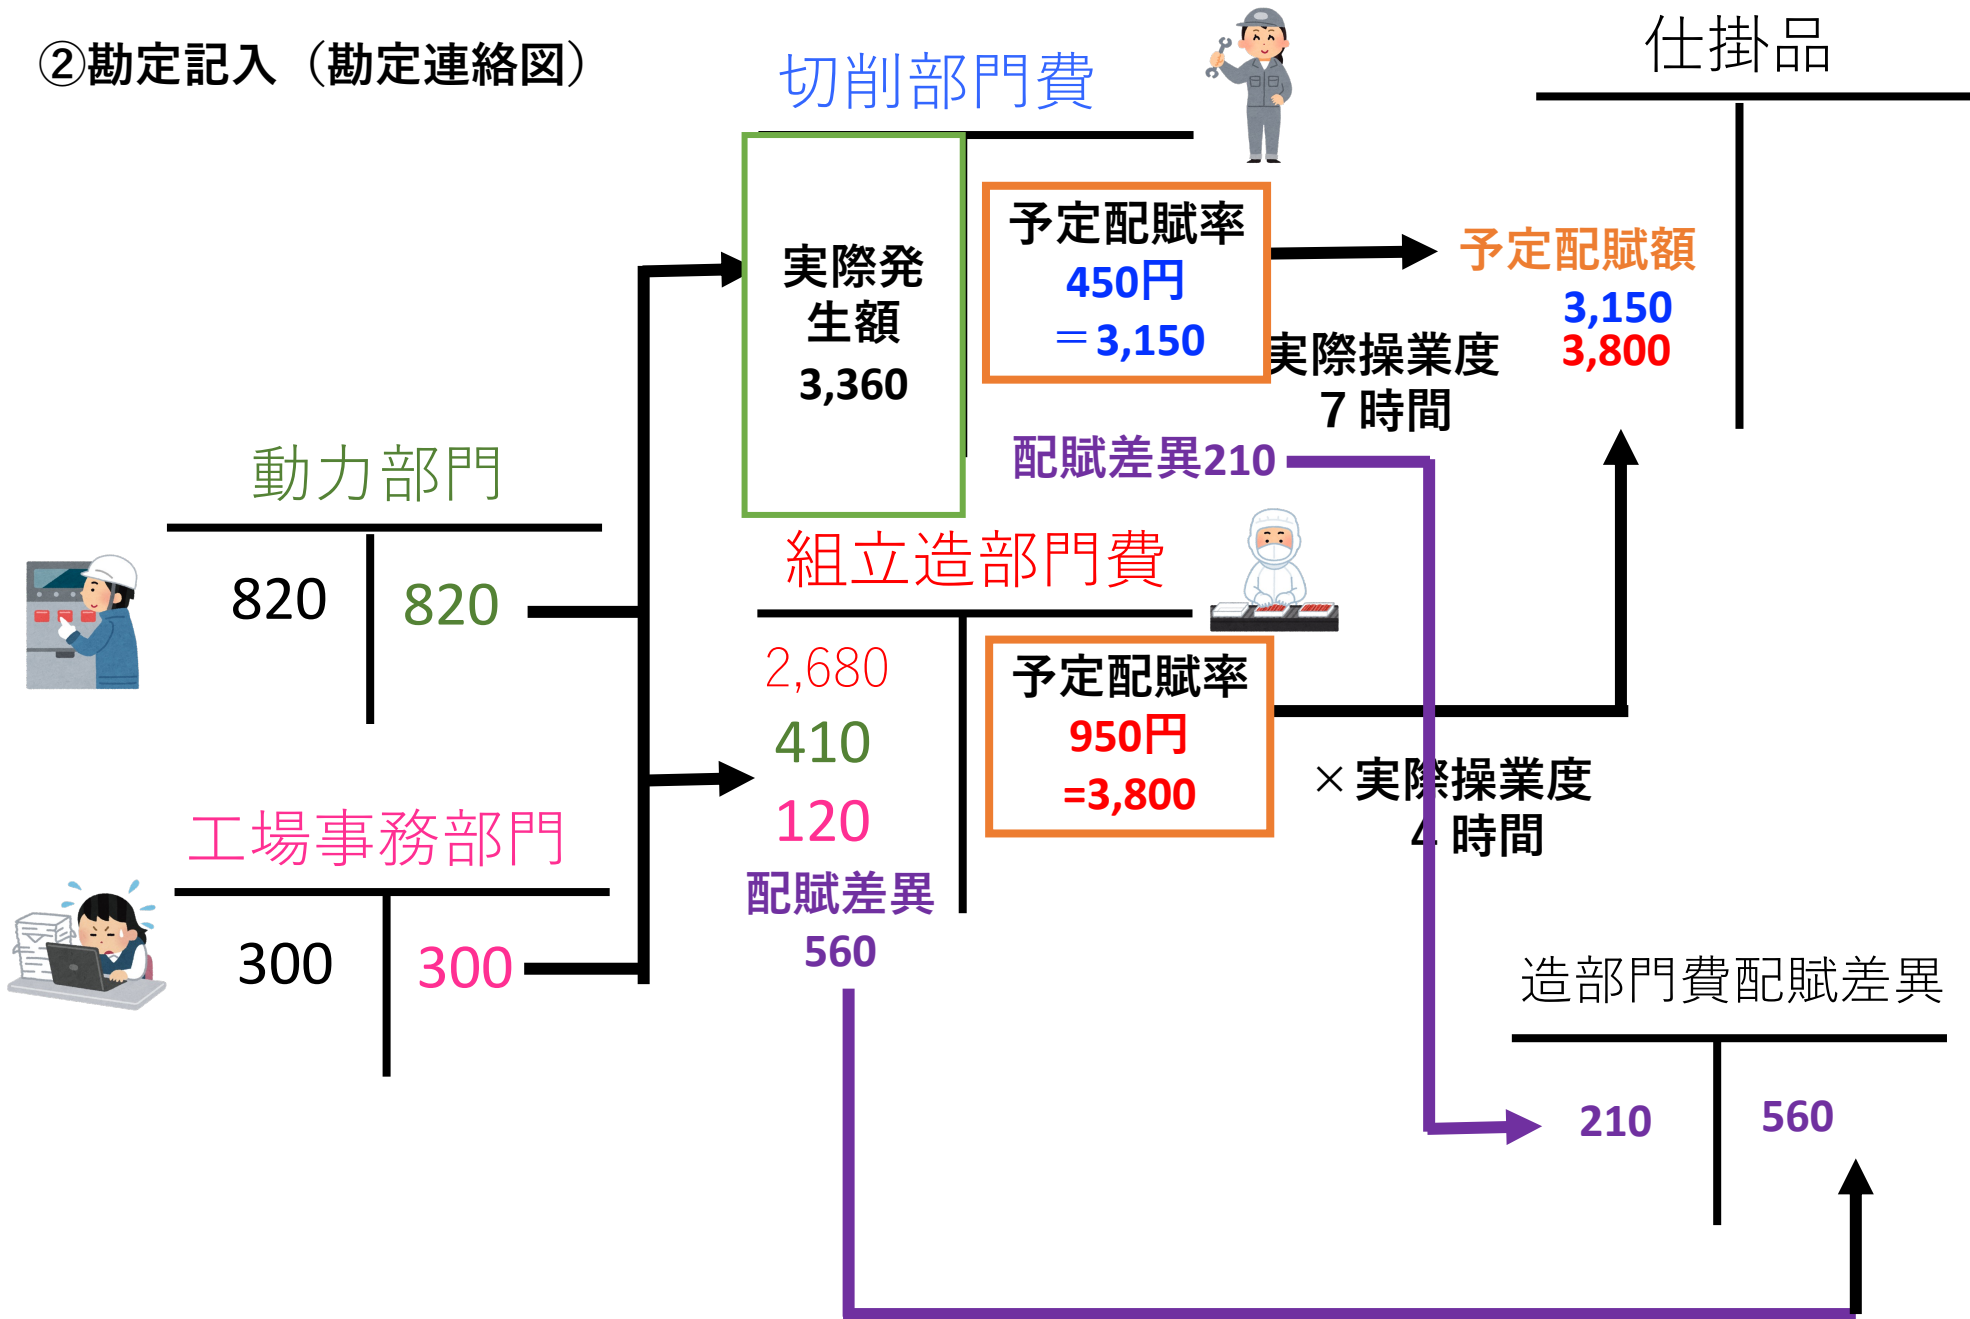 ②勘定記入（勘定連絡図）
切削部門費
実際発
生額
3,360
予定配賦率
450円
＝3,150
実際操業度
７時間
配賦差異210
仕掛品
予定配賦額
3,150
3,800
動力部門
820
820
工場事務部門
300
300
組立造部門費
2,680
410
120
配賦差異
560
予定配賦率
950円
=3,800
×実際操業度
４時間
造部門費配賦差異
210
560